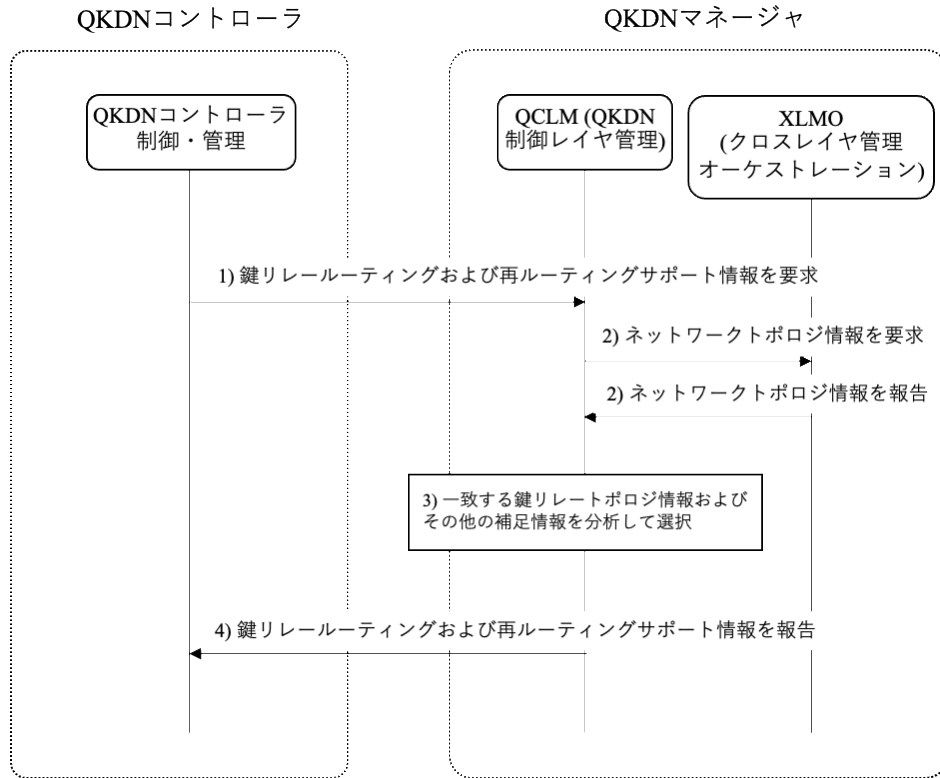 QKDNコントローラ
QKDNマネージャ
QKDNコントローラ
制御・管理
QCLM (QKDN
制御レイヤ管理)
XLMO
(クロスレイヤ管理
オーケストレーション)
1) 鍵リレールーティングおよび再ルーティングサポート情報を要求
2) ネットワークトポロジ情報を要求
2) ネットワークトポロジ情報を報告
3) 一致する鍵リレートポロジ情報および
その他の補足情報を分析して選択
4) 鍵リレールーティングおよび再ルーティングサポート情報を報告